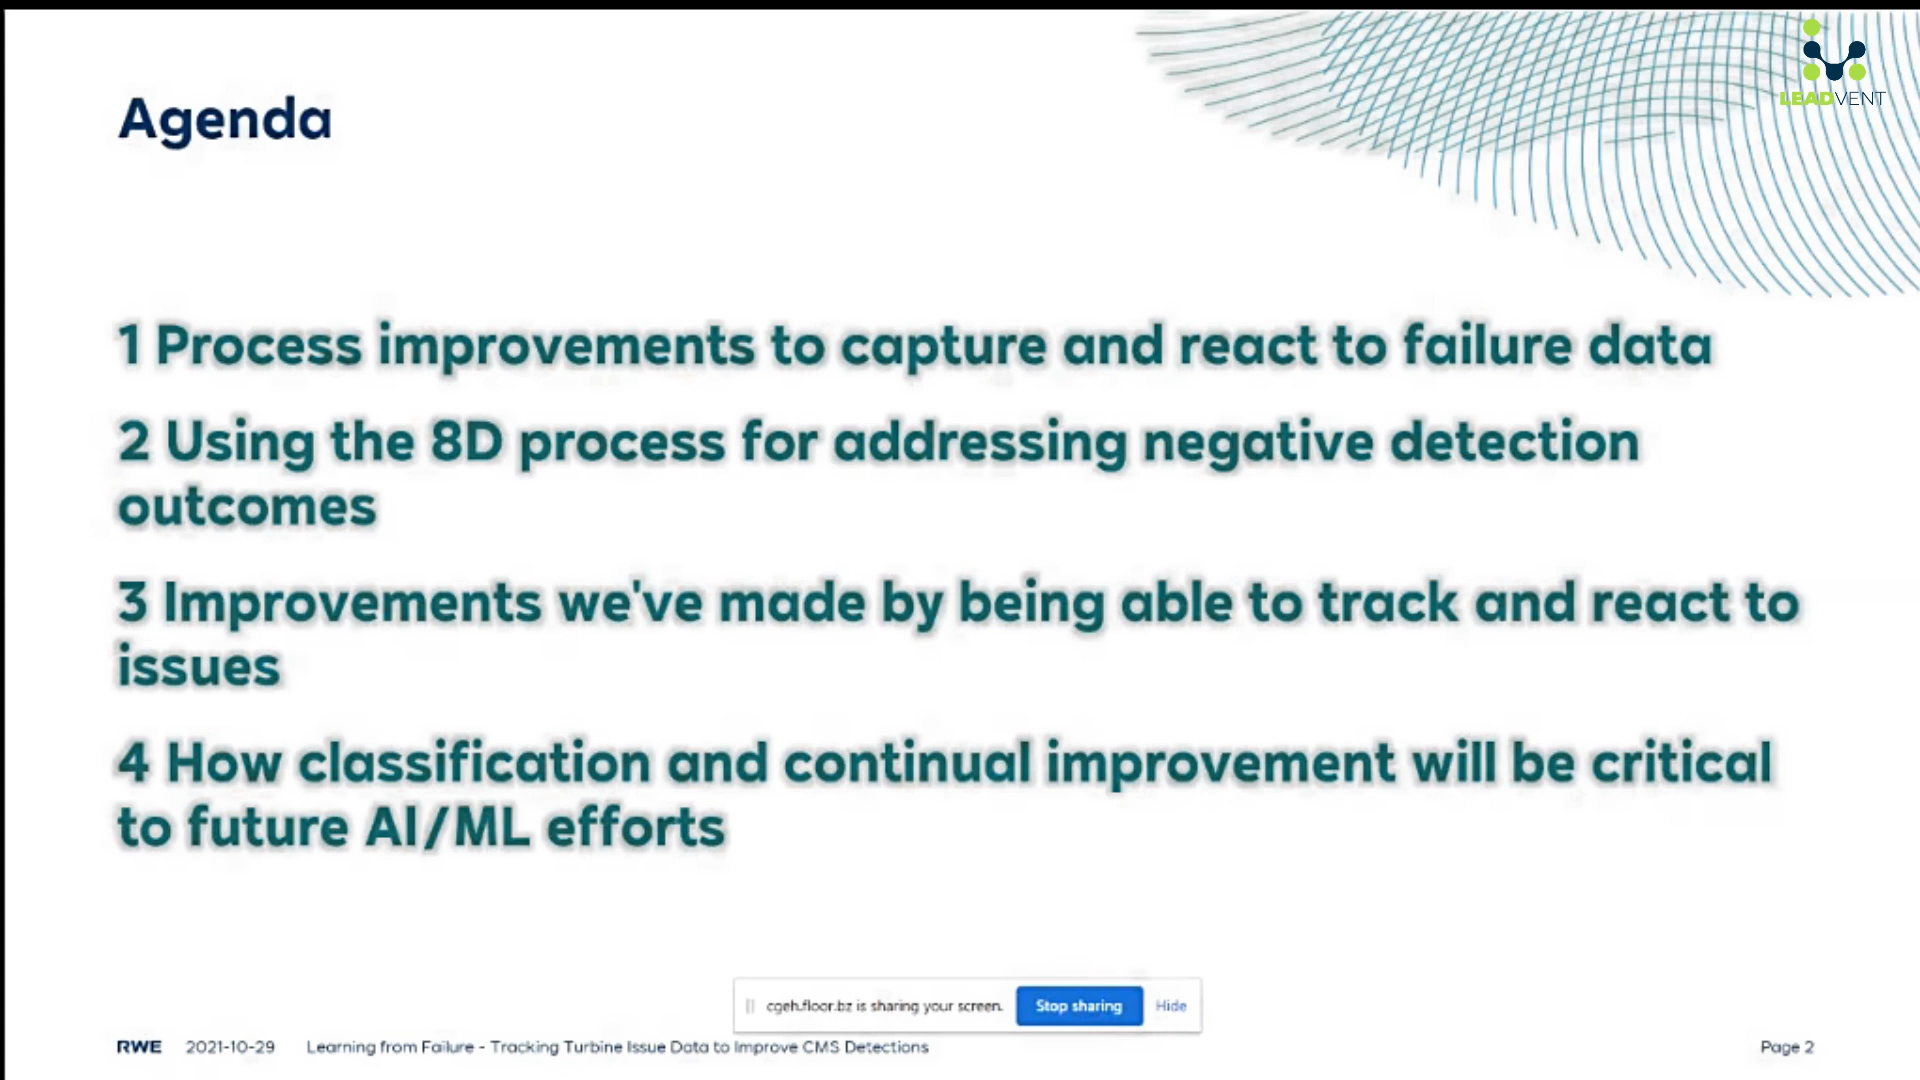 LEADVENT
Agenda
1 Process improvements to capture and react to failure data
2 Using the 8D process for addressing negative detection
outcomes
3 Improvements we've made by being able to track and react to
issues
4 How classification and continual improvement will be critical
to future AI/ML efforts
cgeh.floor.bz is sharing your screen. Stop sharing Hide
RWE 2021-10-29 Learning from Failure - Tracking Turbine Issue Data to Improve CMS Detections Page 2